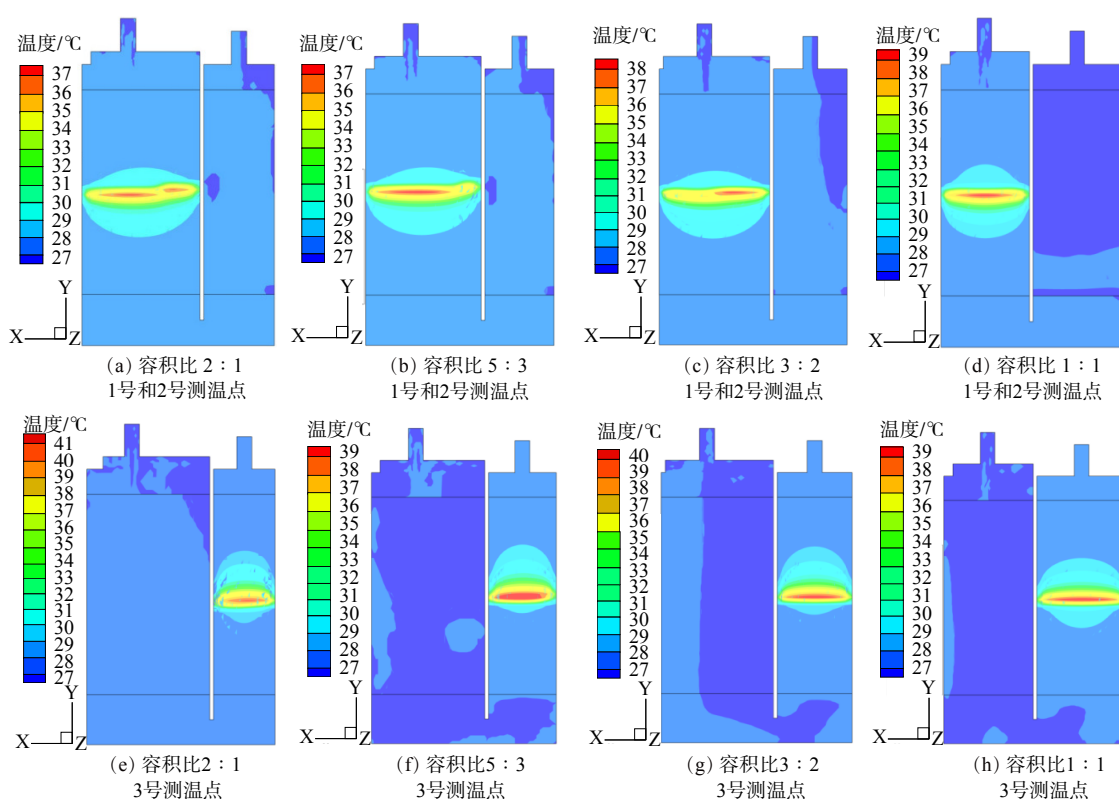 温度/℃
37
36
35
34
33
32
31
30
29
28
27
Y
X
Z
(a) 容积比 2：1
1号和2号测温点
温度/℃
37
36
35
34
33
32
31
30
29
28
27
Y
X
Z
(b) 容积比 5：3
1号和2号测温点
温度/℃
38
37
36
35
34
33
32
31
30
29
28
27
Y
X
Z
(c) 容积比 3：2
1号和2号测温点
温度/℃
39
38
37
36
35
34
33
32
31
30
29
28
27
Y
X
Z
(d) 容积比 1：1
1号和2号测温点
温度/℃
41
40
39
38
37
36
35
34
33
32
31
30
29
28
27
Y
X
Z
(e) 容积比2：1
3号测温点
温度/℃
39
38
37
36
35
34
33
32
31
30
29
28
27
Y
X
Z
(f) 容积比5：3
3号测温点
温度/℃
40
39
38
37
36
35
34
33
32
31
30
29
28
27
Y
X
Z
(g) 容积比3：2
3号测温点
温度/℃
39
38
37
36
35
34
33
32
31
30
29
28
27
Y
X
Z
(h) 容积比1：1
3号测温点